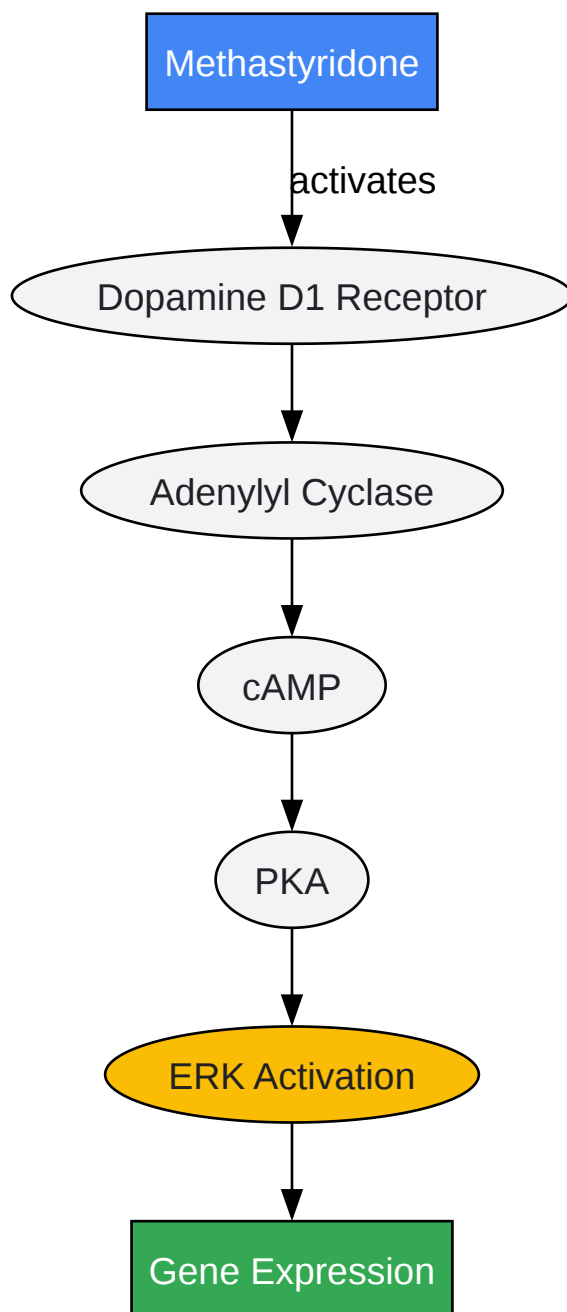 Methastyridone
activates
Dopamine D1 Receptor
Adenylyl Cyclase
cAMP
PKA
ERK Activation
Gene Expression